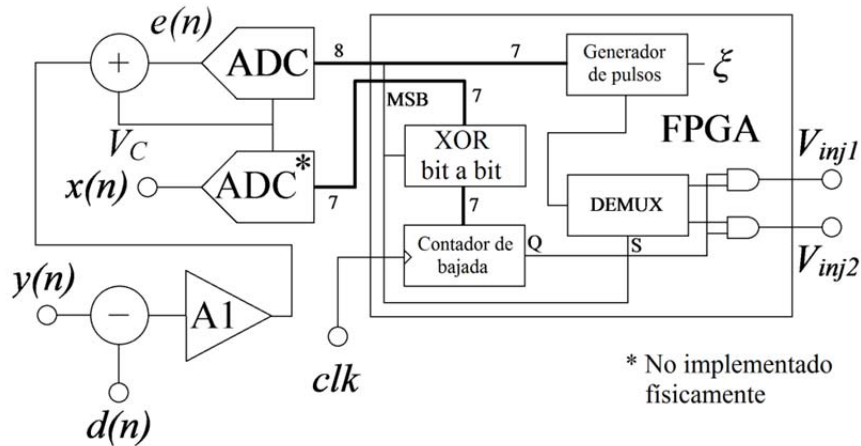 e(n)
ADC
8
7
Generador
de pulsos
ξ
+
MSB
7
FPGA
V_C
XOR
bit a bit
V_inj1
x(n)
ADC*
7
7
DEMUX
Contador de
bajada
Q
S
V_inj2
y(n)
−
A1
clk
d(n)
* No implementado
físicamente